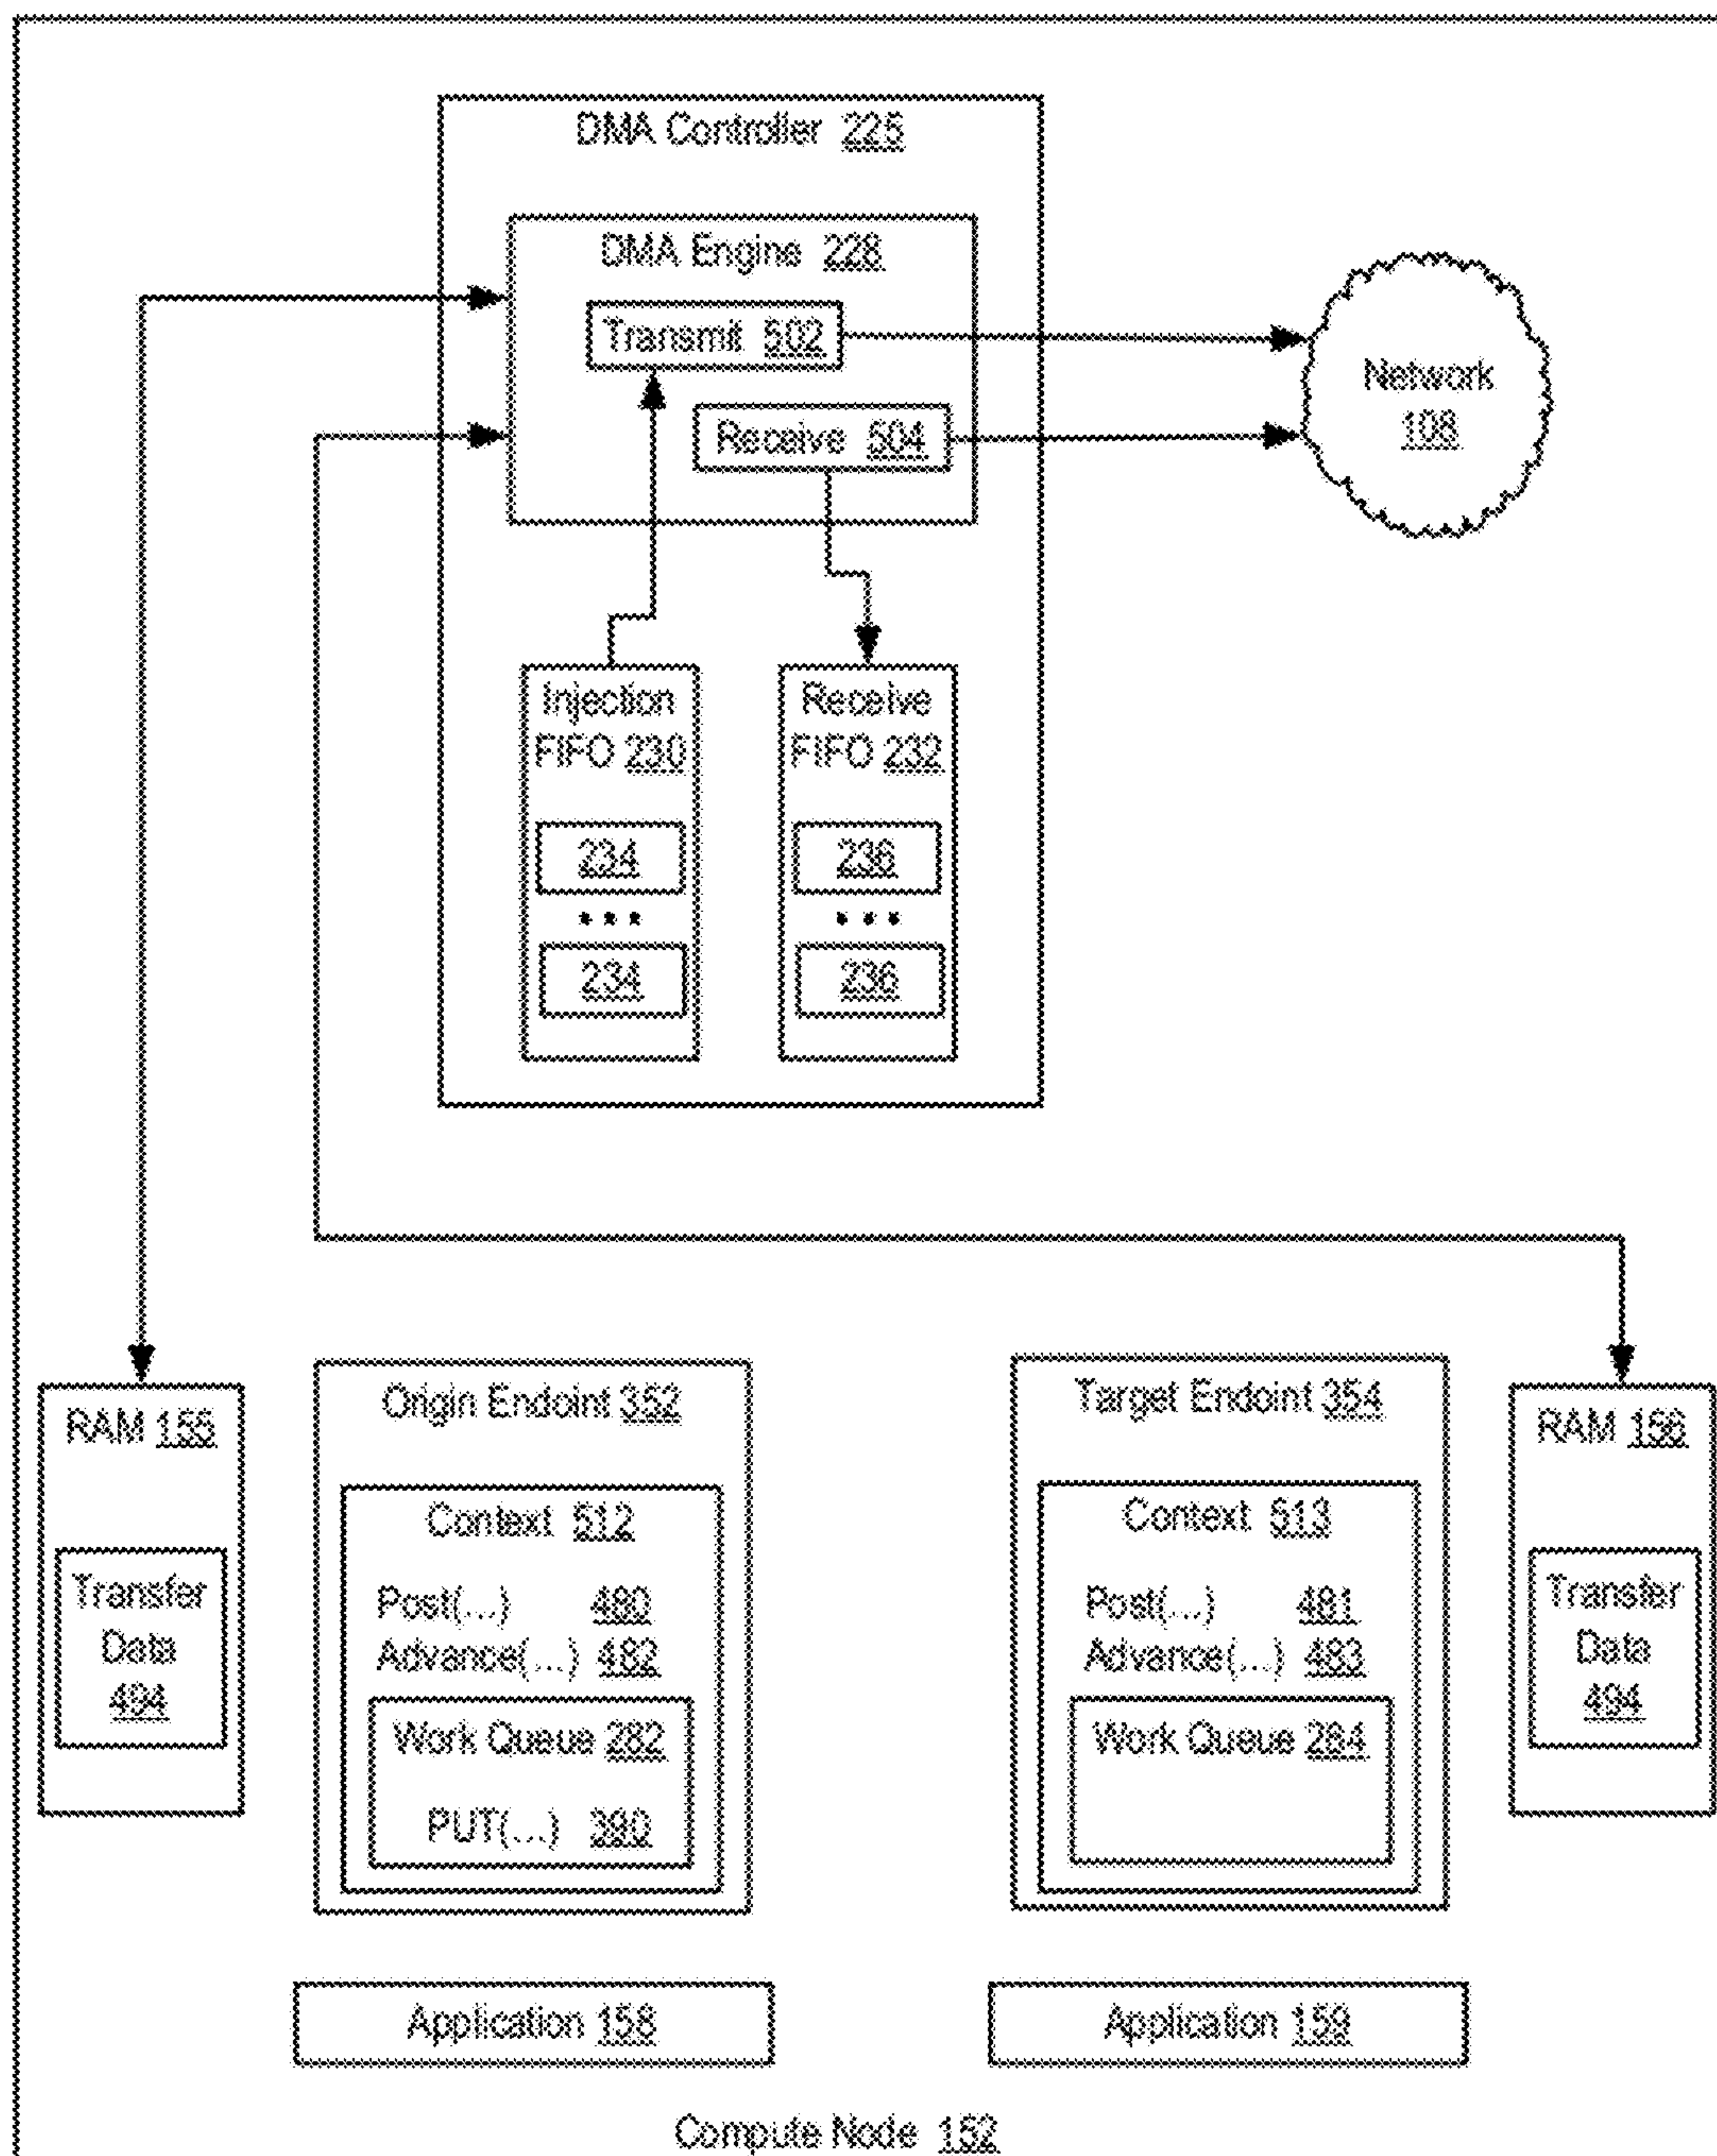 DMA Controller 225
DMA Engine 228
Transmit 502
Receive 504
Network
108
Injection
FIFO 230
234
• • •
234
Receive
FIFO 232
236
• • •
236
RAM 155
Transfer
Data
494
Origin Endoint 352
Context 512
Post(...) 480
Advance(...) 482
Work Queue 282
PUT(...) 390
Target Endoint 354
Context 513
Post(...) 481
Advance(...) 483
Work Queue 284
RAM 156
Transfer
Data
494
Application 158
Application 159
Compute Node 152